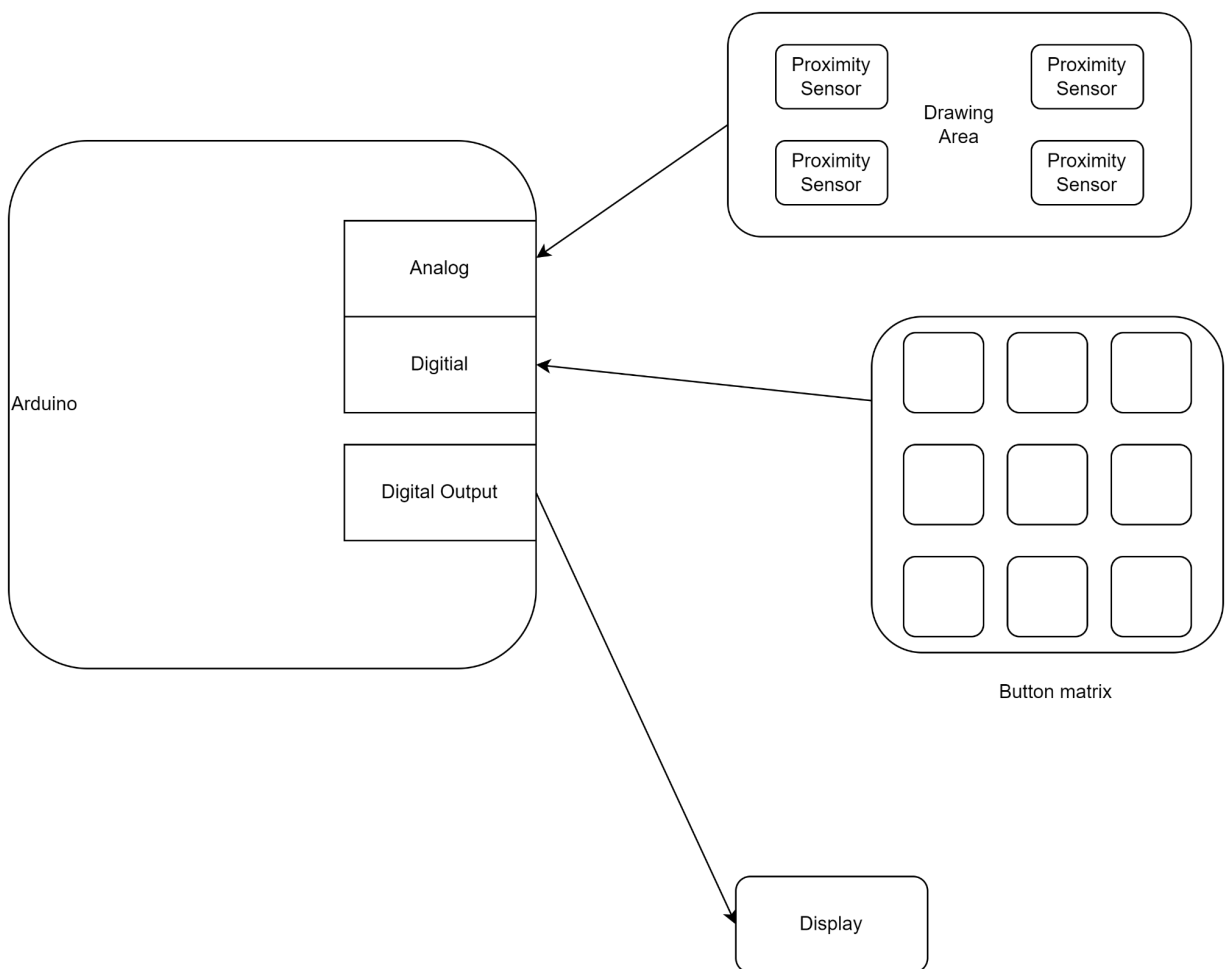 Proximity
Sensor
Proximity
Sensor
Drawing
Area
Proximity
Sensor
Proximity
Sensor
Analog
Digitial
Arduino
Digital Output
Button matrix
Display